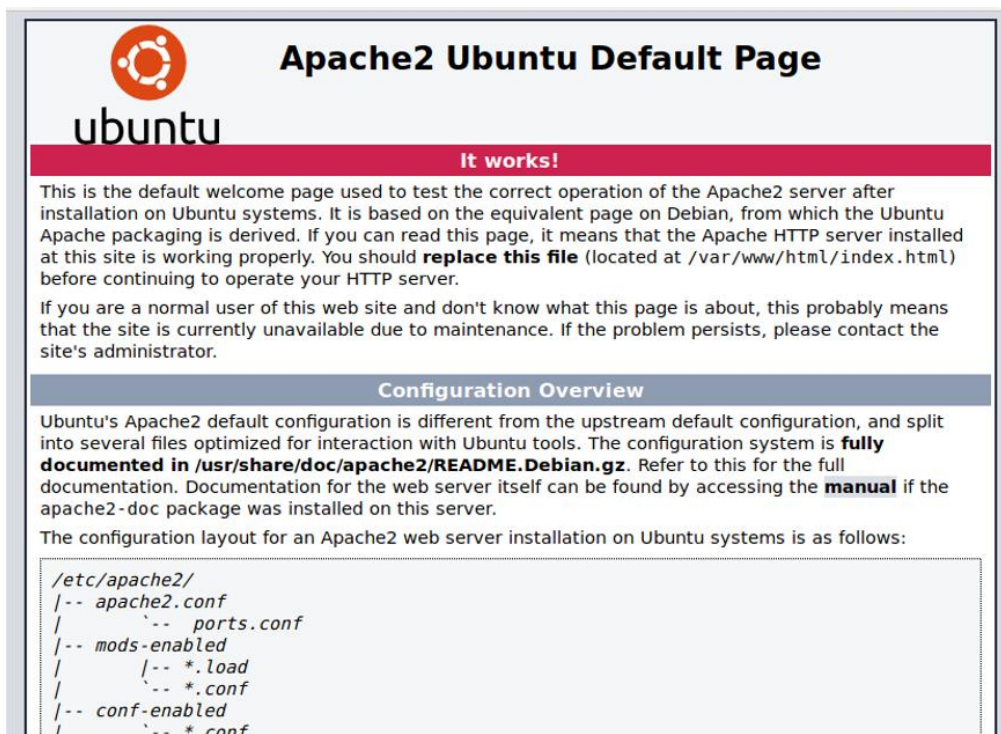 ubuntu
Apache2 Ubuntu Default Page
It works!
This is the default welcome page used to test the correct operation of the Apache2 server after
installation on Ubuntu systems. It is based on the equivalent page on Debian, from which the Ubuntu
Apache packaging is derived. If you can read this page, it means that the Apache HTTP server installed
at this site is working properly. You should replace this file (located at /var/www/html/index.html)
before continuing to operate your HTTP server.
If you are a normal user of this web site and don't know what this page is about, this probably means
that the site is currently unavailable due to maintenance. If the problem persists, please contact the
site's administrator.
Configuration Overview
Ubuntu's Apache2 default configuration is different from the upstream default configuration, and split
into several files optimized for interaction with Ubuntu tools. The configuration system is fully
documented in /usr/share/doc/apache2/README.Debian.gz. Refer to this for the full
documentation. Documentation for the web server itself can be found by accessing the manual if the
apache2-doc package was installed on this server.
The configuration layout for an Apache2 web server installation on Ubuntu systems is as follows:
/etc/apache2/
|-- apache2.conf
|       `--  ports.conf
|-- mods-enabled
|       |-- *.load
|       `-- *.conf
|-- conf-enabled
|       `-- *.conf